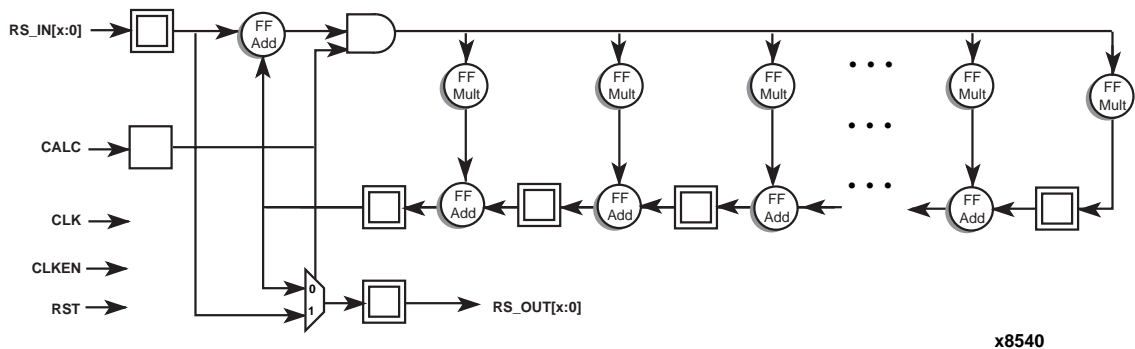 RS_IN[x:0]
FF
Add
FF
Mult
FF
Mult
FF
Mult
FF
Mult
FF
Mult
CALC
FF
Add
FF
Add
FF
Add
FF
Add
CLK
CLKEN
RST
0
1
RS_OUT[x:0]
x8540